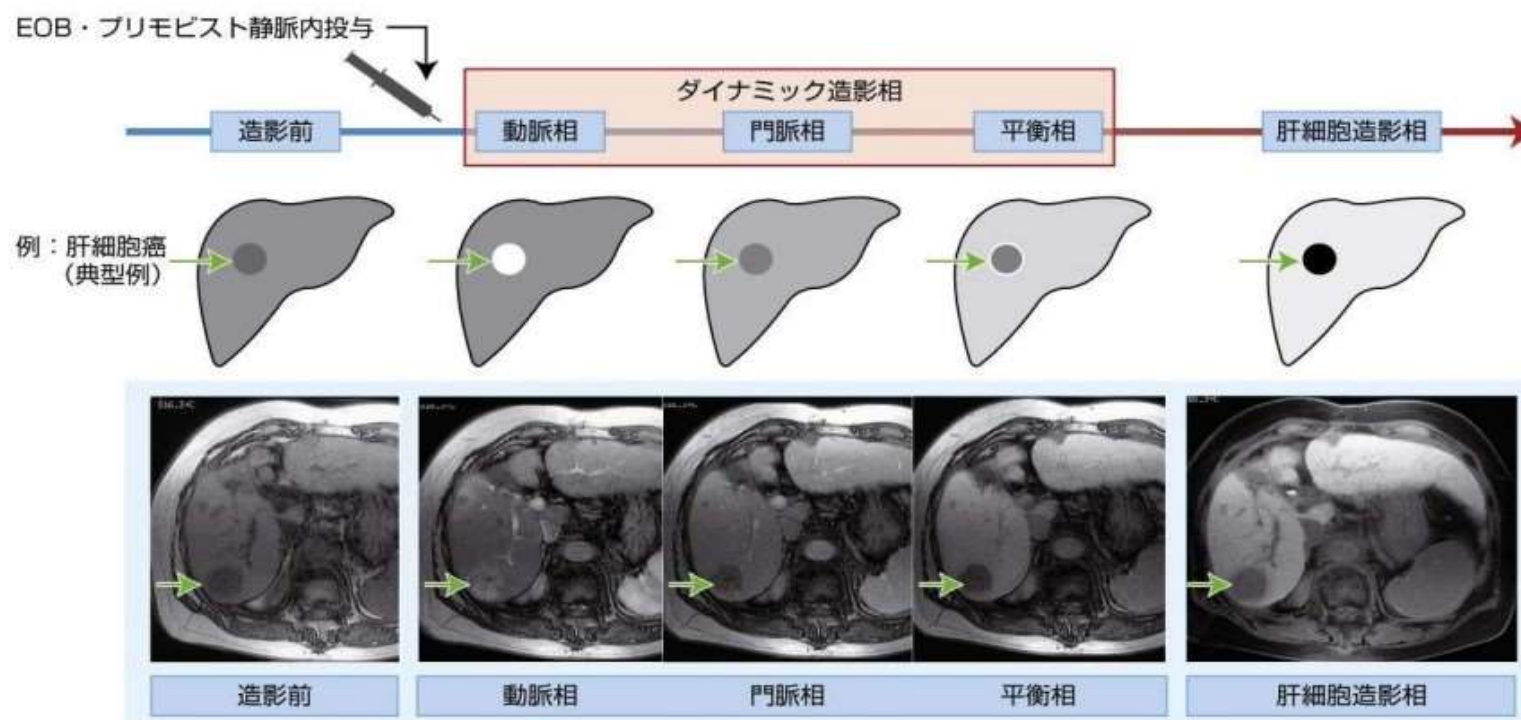 EOB・プリモビスト静脈内投与
ダイナミック造影相
造影前
動脈相
門脈相
平衡相
肝細胞造影相
例：肝細胞癌
（典型例）
造影前
動脈相
門脈相
平衡相
肝細胞造影相